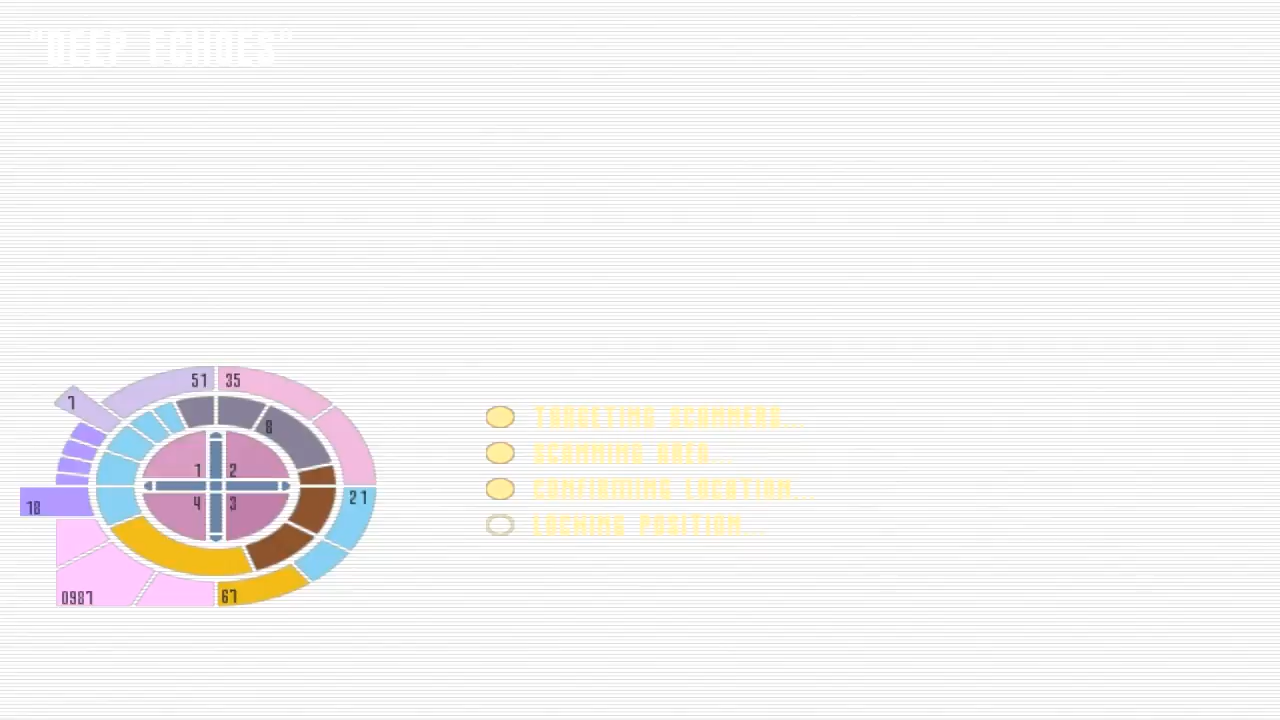 "DEEP ECHOES"
51 35
7
8
1 2
4 3
18
21
0987
67
TARGETING SCANNERS...
SCANNING AREA...
CONFIRMING LOCATION...
LOCKING POSITION...